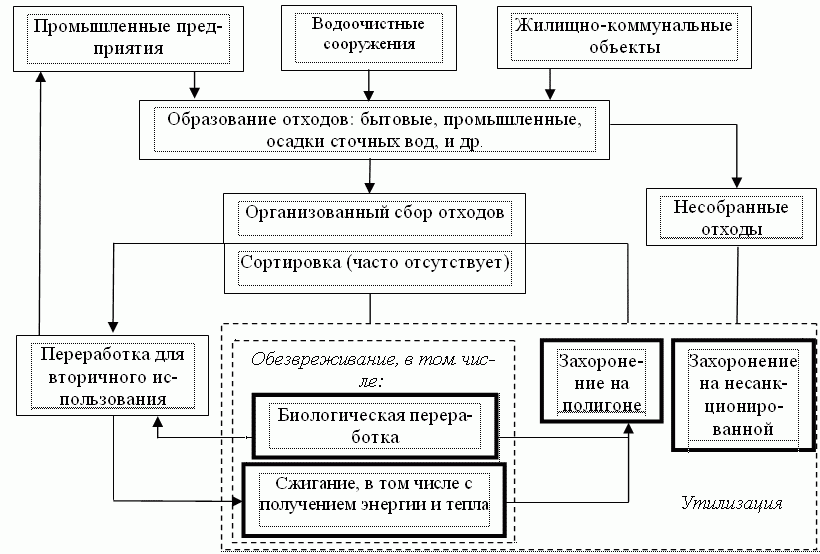 Промышленные пред-
приятия
Водоочистные
сооружения
Жилищно-коммунальные
обьекты
Образование отходов: бытовые, промышленные,
осадки сточных вод, и др.
Организованный сбор отходов
Несобранные
отходы
Сортировка (часто отсутствует)
Переработка для
вторичного ис-
пользования
Обезвреживание, в том чис-
ле:
Биологическая перера-
ботка
Сжигание, в том числе с
получением энергии и тепла
Захороне-
ние на
полигоне
Захоронение
на несанк-
циониро-
ванной
Утилизация